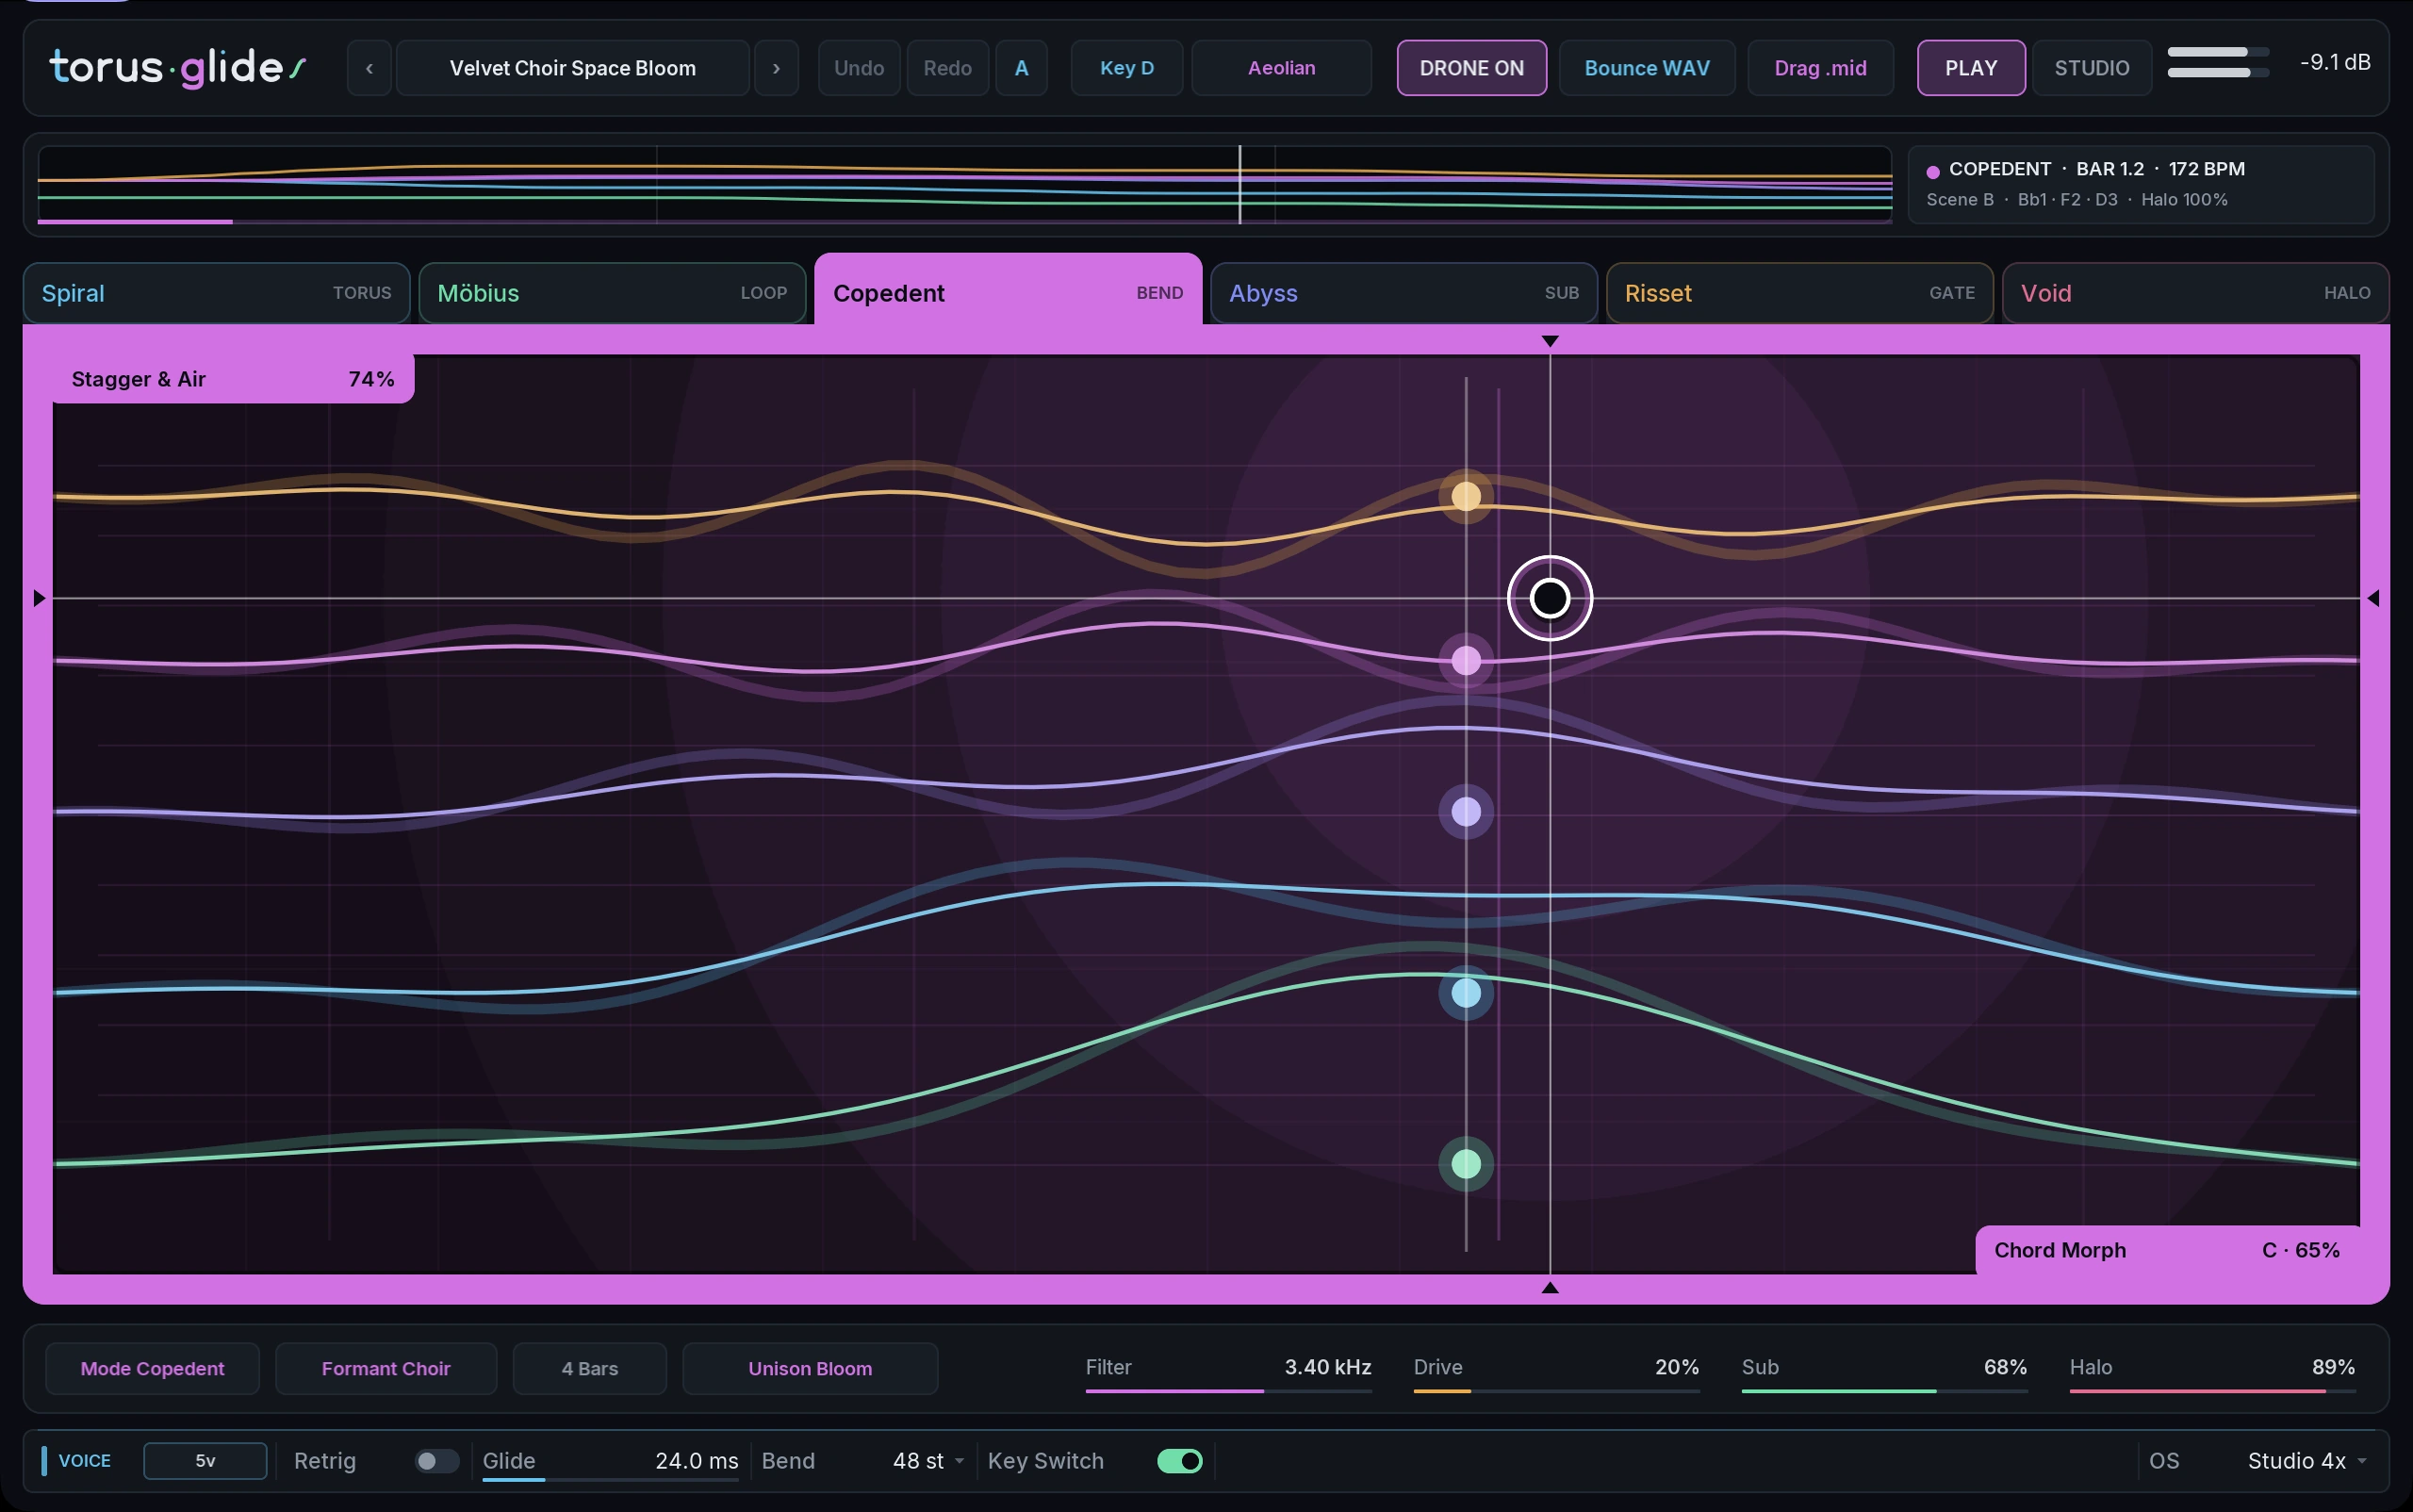 torus·glide
‹ Velvet Choir Space Bloom › Undo Redo A Key D Aeolian DRONE ON Bounce WAV Drag .mid PLAY STUDIO -9.1 dB
COPEDENT · BAR 1.2 · 172 BPM
Scene B · Bb1 · F2 · D3 · Halo 100%
Spiral TORUS Möbius LOOP Copedent BEND Abyss SUB Risset GATE Void HALO
Stagger & Air 74%
Chord Morph C · 65%
Mode Copedent Formant Choir 4 Bars Unison Bloom Filter 3.40 kHz Drive 20% Sub 68% Halo 89%
VOICE 5v Retrig Glide 24.0 ms Bend 48 st Key Switch OS Studio 4x